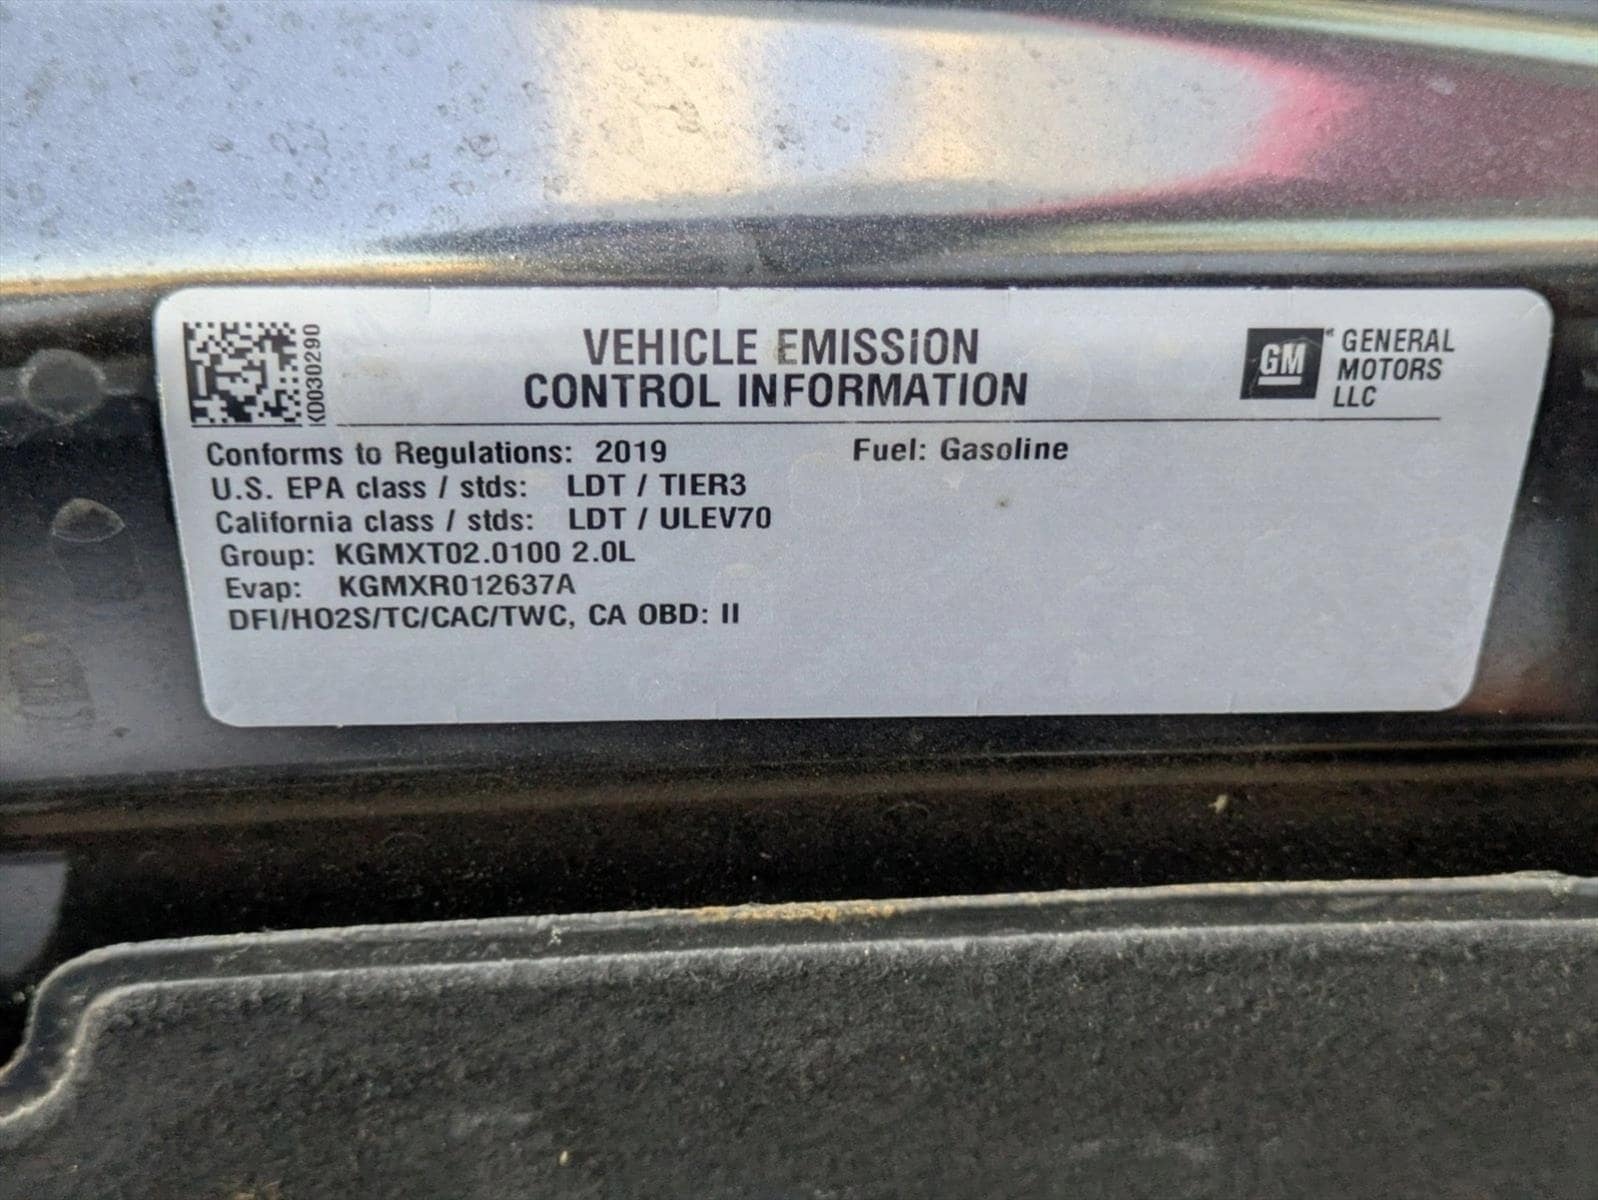 KD030290
VEHICLE EMISSION
CONTROL INFORMATION
GM
GENERAL
MOTORS
LLC
Conforms to Regulations: 2019
Fuel: Gasoline
U.S. EPA class / stds: LDT / TIER3
California class / stds: LDT / ULEV70
Group: KGMXT02.0100 2.0L
Evap: KGMXR012637A
DFI/HO2S/TC/CAC/TWC, CA OBD: II